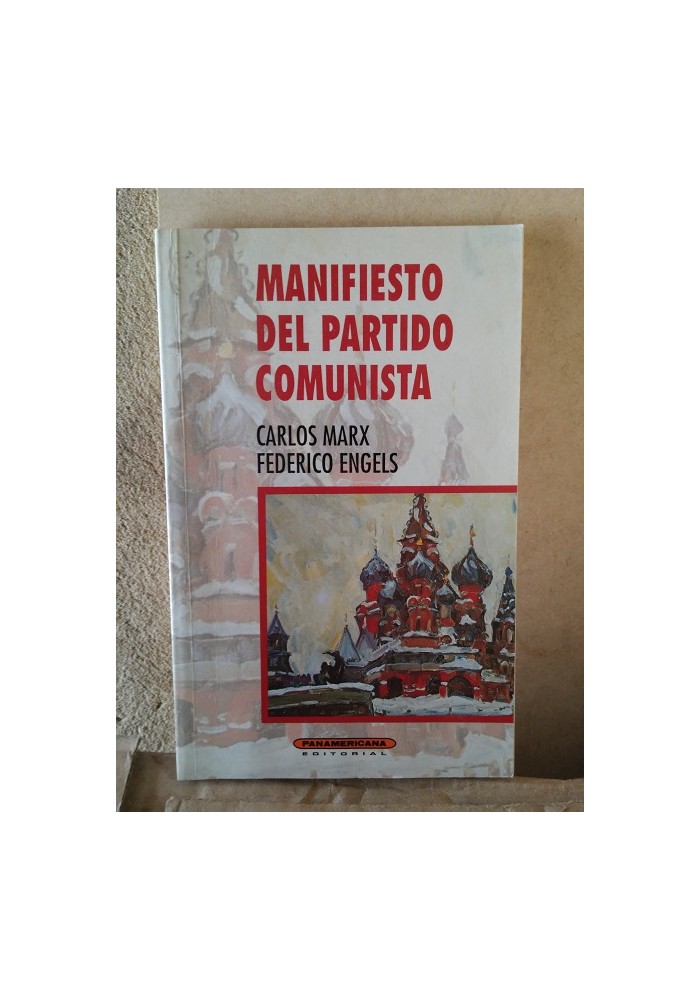 MANIFIESTO
DEL PARTIDO
COMUNISTA
CARLOS MARX
FEDERICO ENGELS
PANAMERICANA
EDITORIAL